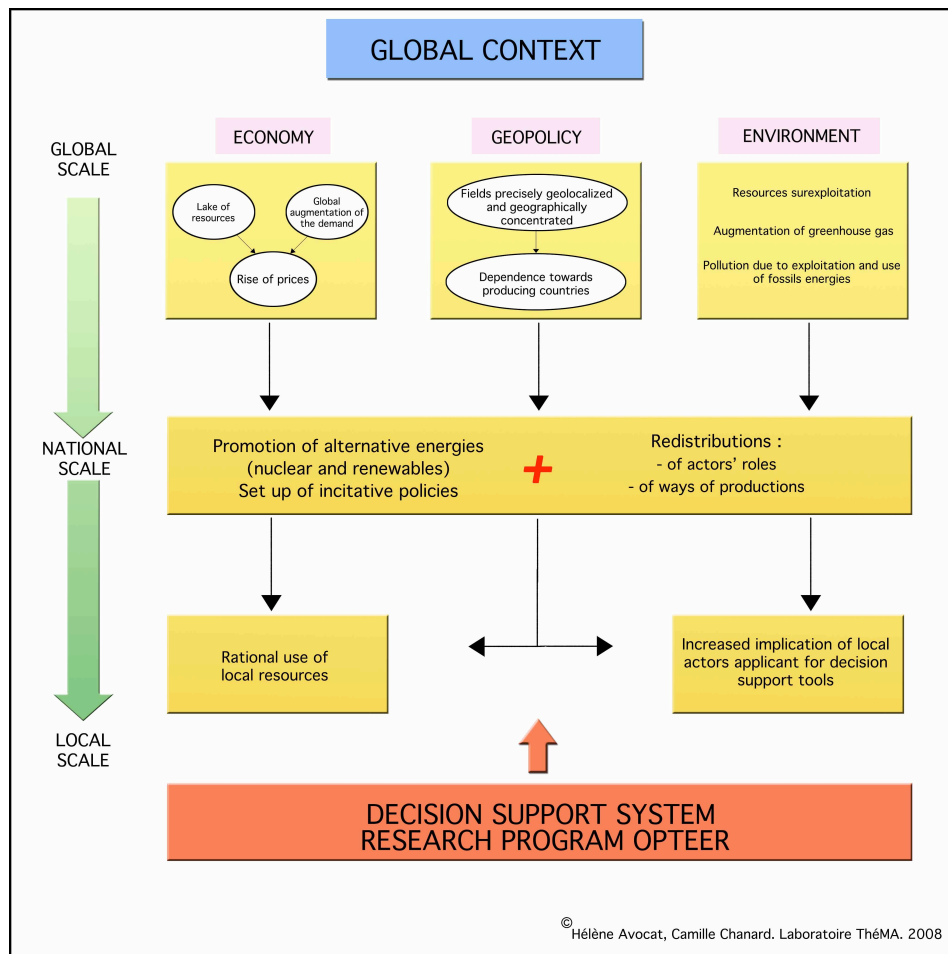 GLOBAL CONTEXT
GLOBAL
SCALE
ECONOMY
GEOPOLICY
ENVIRONMENT
Lake of
resources
Global
augmentation of
the demand
Rise of prices
Fields precisely geolocalized
and geographically
concentrated
Dependence towards
producing countries
Resources surexploitation
Augmentation of greenhouse gas
Pollution due to exploitation and use
of fossils energies
NATIONAL
SCALE
Promotion of alternative energies
(nuclear and renewables)
Set up of incitative policies
+
Redistributions :
- of actors' roles
- of ways of productions
Rational use of
local resources
Increased implication of local
actors applicant for decision
support tools
LOCAL
SCALE
DECISION SUPPORT SYSTEM
RESEARCH PROGRAM OPTEER
© Hélène Avocat, Camille Chanard. Laboratoire ThéMA. 2008